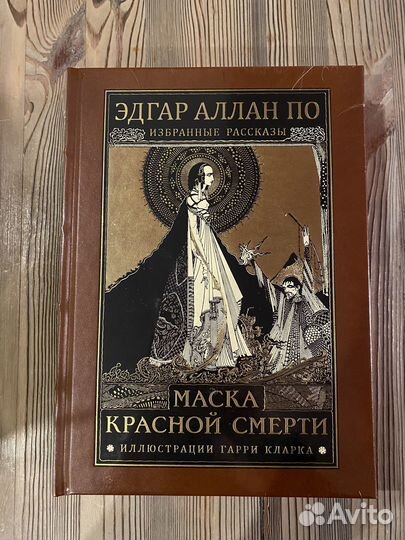 ЭДГАР АЛЛАН ПО
ИЗБРАННЫЕ РАССКАЗЫ
МАСКА
КРАСНОЙ СМЕРТИ
ИЛЛЮСТРАЦИИ ГАРРИ КЛАРКА
Avito